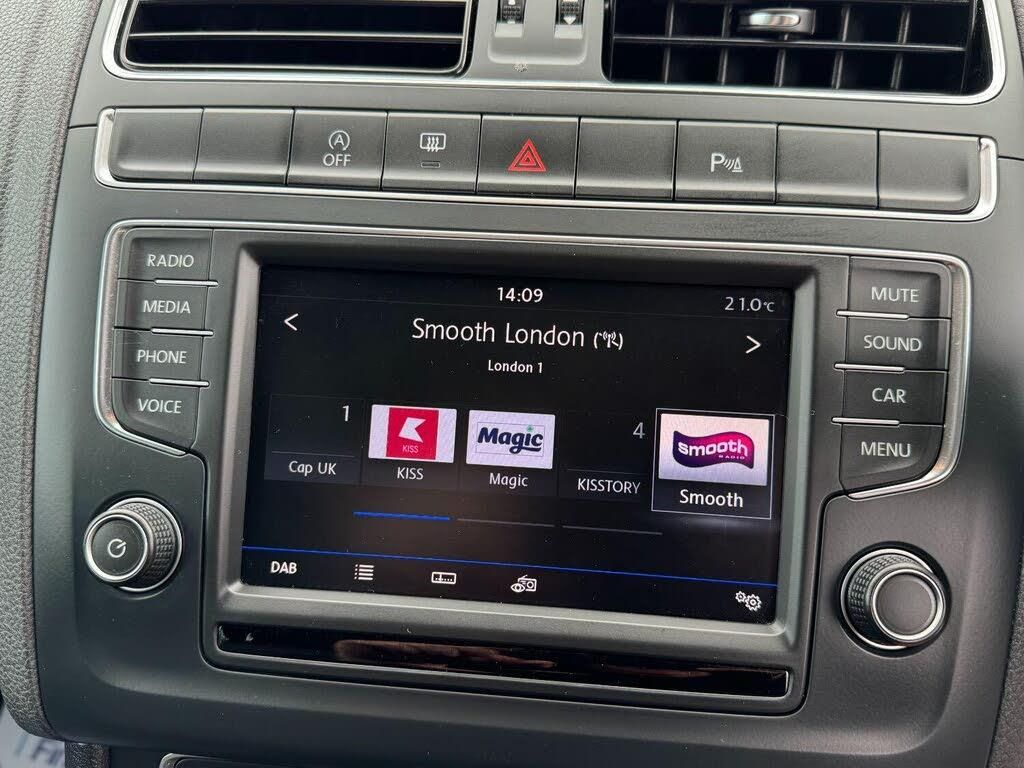 A
OFF
P
RADIO
MEDIA
PHONE
VOICE
14:09
21.0°C
< Smooth London >
London 1
1
KISS
Magic
4
smooth
RADIO
Cap UK
KISS
Magic
KISSTORY
Smooth
DAB
MUTE
SOUND
CAR
MENU